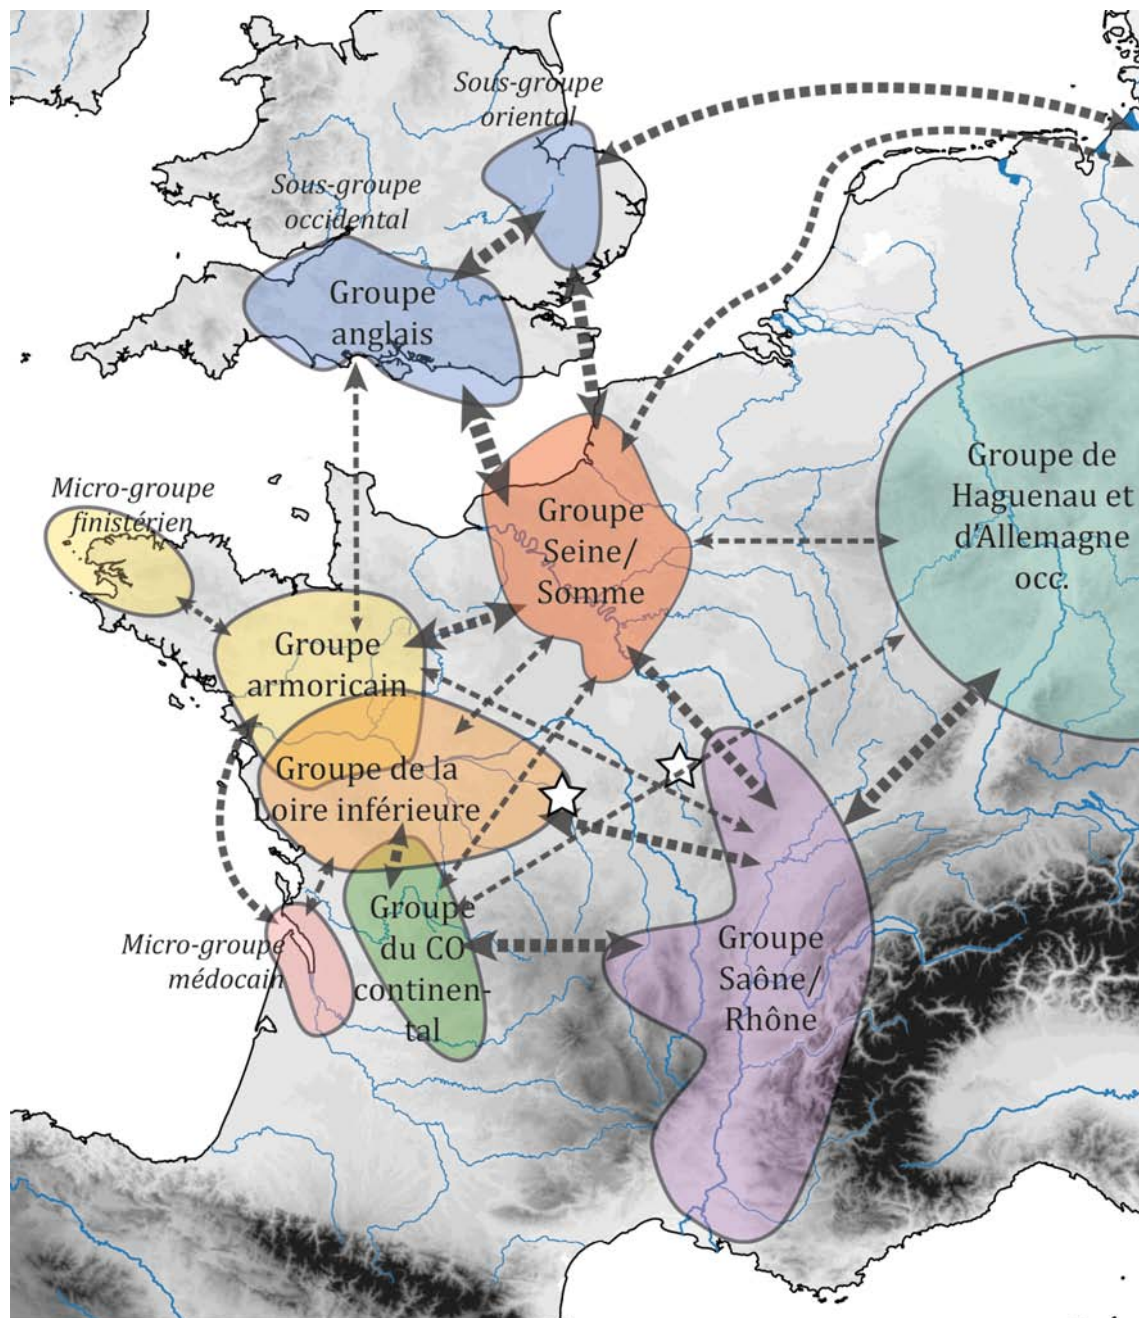 Sous-groupe
oriental
Sous-groupe
occidental
Groupe
anglais
Groupe de
Haguenau et
d'Allemagne
occ.
Micro-groupe
finistérien
Groupe
Seine/
Somme
Groupe
armoricain
Groupe de la
Loire inférieure
Groupe
du CO
continen-
tal
Micro-groupe
médocain
Groupe
Saône/
Rhône